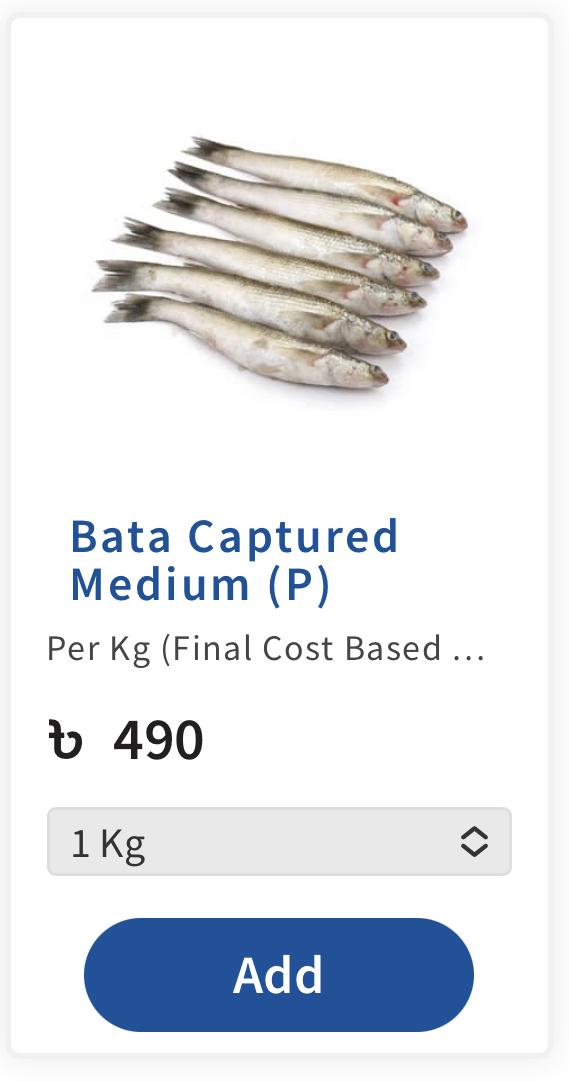 Bata Captured
Medium (P)
Per Kg (Final Cost Based ...
৳ 490
1 Kg
Add